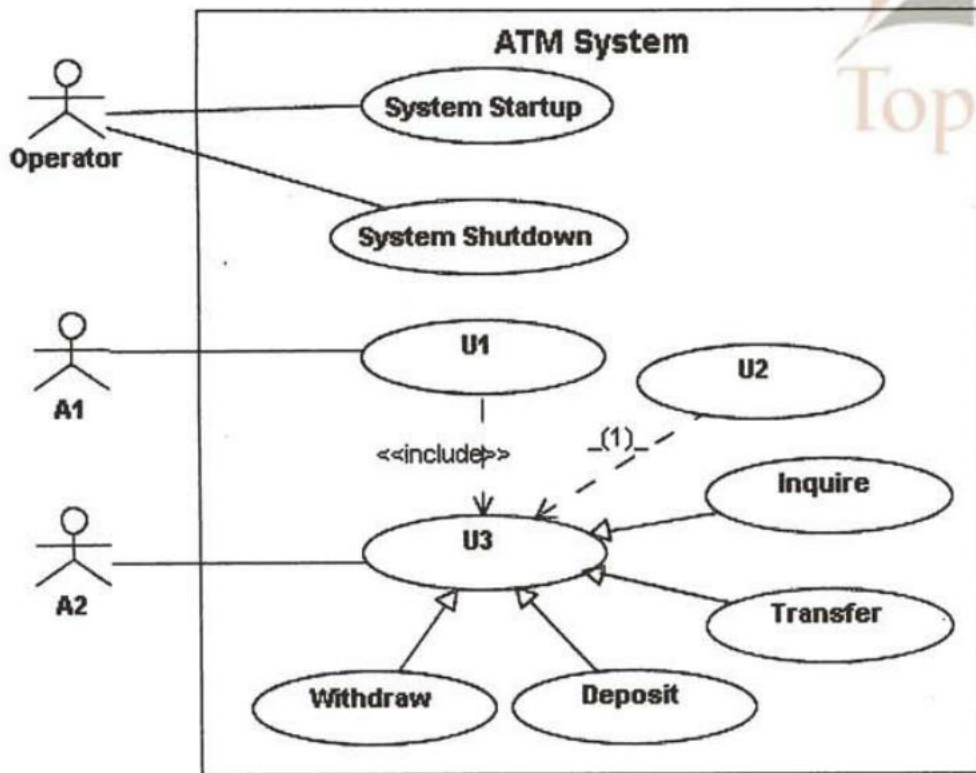 ATM System
Top
System Startup
Operator
System Shutdown
U1
U2
A1
<<include>>
_(1)_
Inquire
U3
A2
Transfer
Withdraw
Deposit